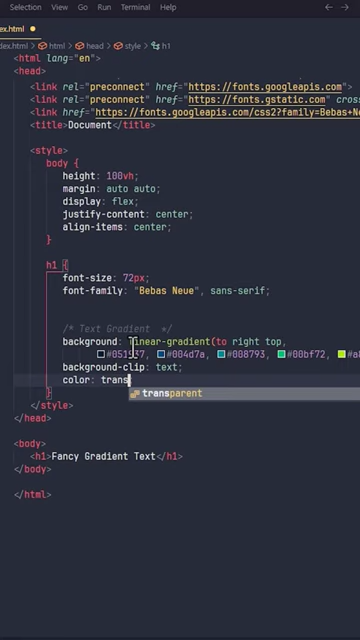 Selection View Go Run Terminal Help
dex.html
dex.html > html > head > style > h1
<html lang="en">
<head>
<link rel="preconnect" href="https://fonts.googleapis.com">
<link rel="preconnect" href="https://fonts.gstatic.com" cross
<link href="https://fonts.googleapis.com/css2?family=Bebas+Ne
<title>Document</title>
<style>
body {
height: 100vh;
margin: auto auto;
display: flex;
justify-content: center;
align-items: center;
}
h1 {
font-size: 72px;
font-family: "Bebas Neue", sans-serif;
/* Text Gradient */
background: linear-gradient(to right top,
#051937, #004d7a, #008793, #00bf72, #a8
background-clip: text;
color: trans
transparent
}
</style>
</head>
<body>
<h1>Fancy Gradient Text</h1>
</body>
</html>